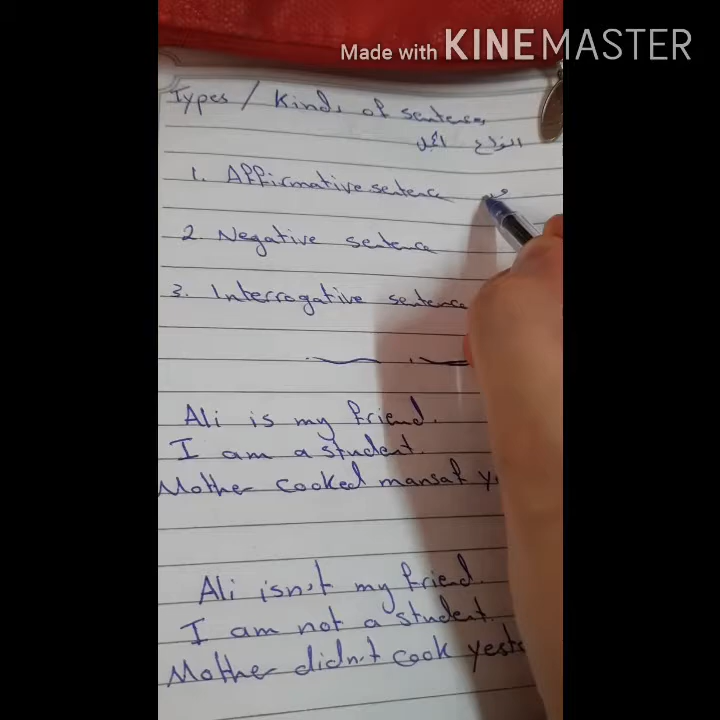 Made with KINEMASTER
Types / Kinds of sentences
انواع الجمل
1. Affirmative sentence
2. Negative sentence
3. Interrogative sentence
Ali is my friend.
I am a student.
Mother cooked mansaf
Ali isn't my friend.
I am not a student.
Mother didn't cook